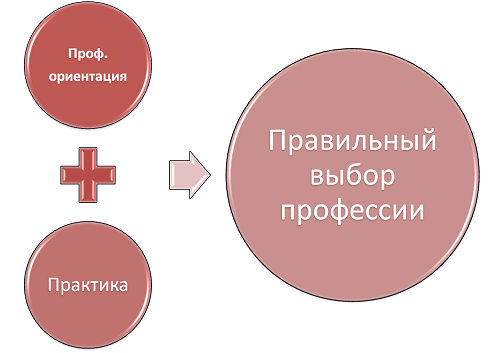 Проф.
ориентация
Практика
Правильный
выбор
профессии